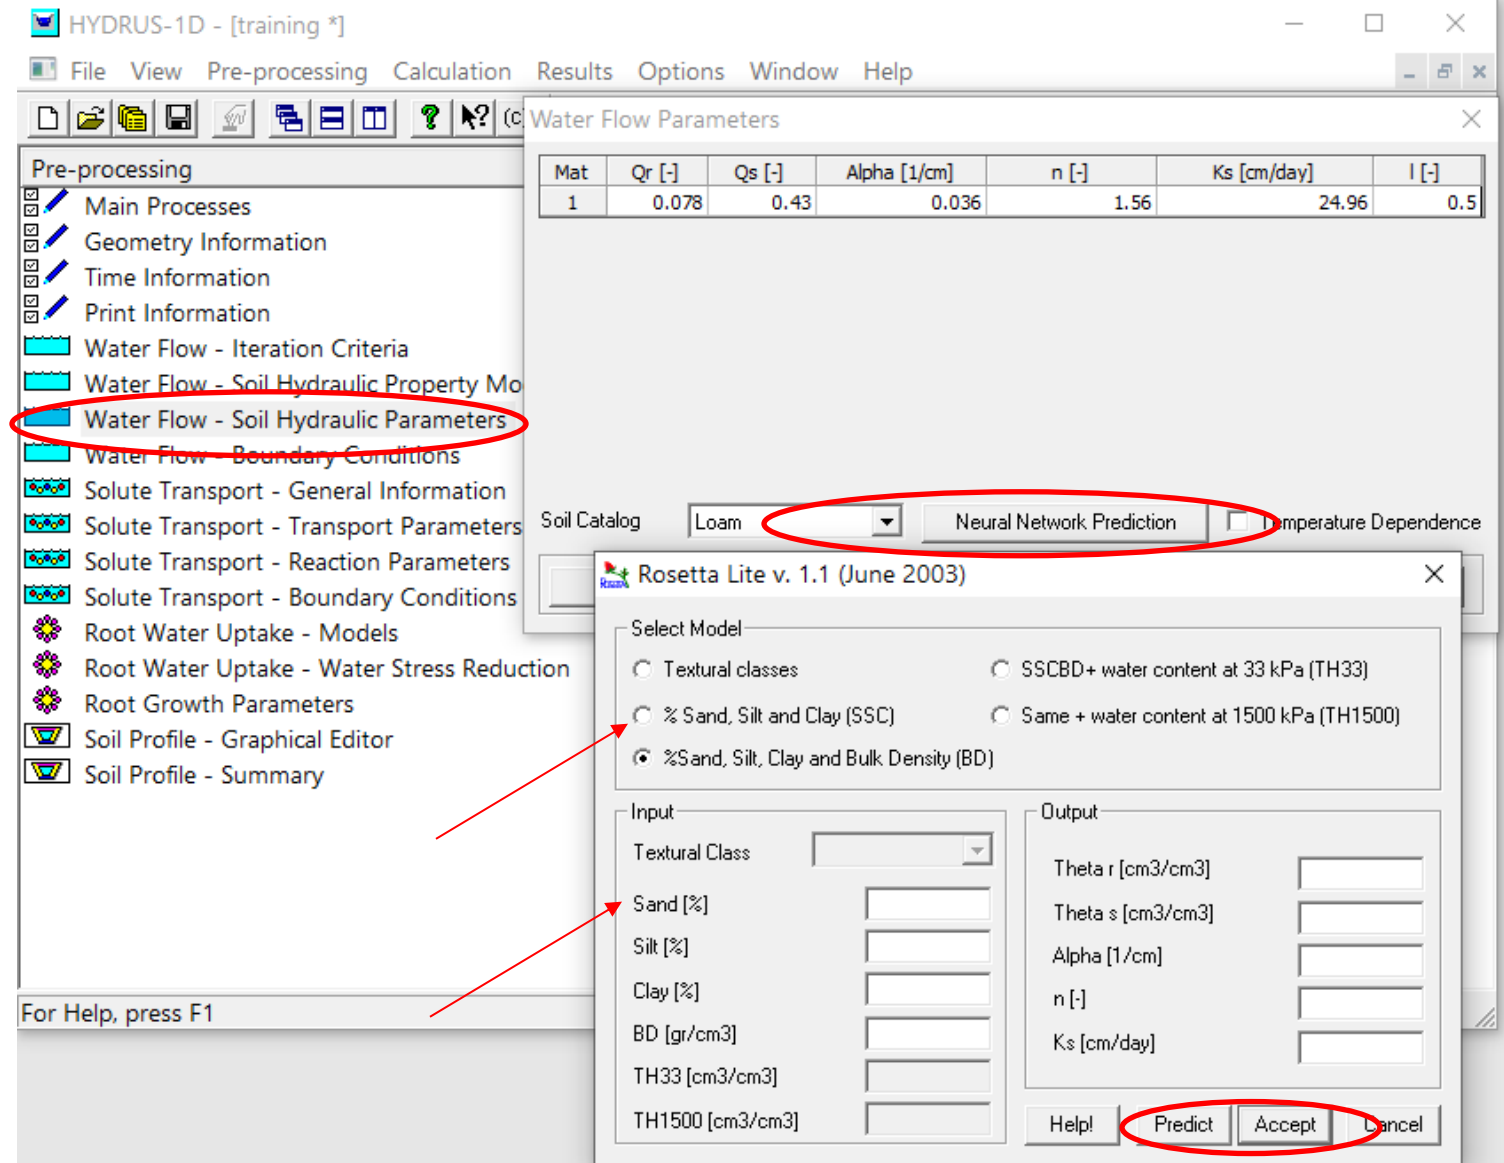 HYDRUS-1D - [training *]
File View Pre-processing Calculation Results Options Window Help
Pre-processing
Main Processes
Geometry Information
Time Information
Print Information
Water Flow - Iteration Criteria
Water Flow - Soil Hydraulic Property Mo
Water Flow - Soil Hydraulic Parameters
Water Flow - Boundary Conditions
Solute Transport - General Information
Solute Transport - Transport Parameters
Solute Transport - Reaction Parameters
Solute Transport - Boundary Conditions
Root Water Uptake - Models
Root Water Uptake - Water Stress Reduction
Root Growth Parameters
Soil Profile - Graphical Editor
Soil Profile - Summary
For Help, press F1
Water Flow Parameters
Mat Qr [-] Qs [-] Alpha [1/cm] n [-] Ks [cm/day] l [-]
1 0.078 0.43 0.036 1.56 24.96 0.5
Soil Catalog Loam Neural Network Prediction Temperature Dependence
Rosetta Lite v. 1.1 (June 2003)
Select Model
Textural classes
% Sand, Silt and Clay (SSC)
%Sand, Silt, Clay and Bulk Density (BD)
SSCBD+ water content at 33 kPa (TH33)
Same + water content at 1500 kPa (TH1500)
Input
Textural Class
Sand [%]
Silt [%]
Clay [%]
BD [gr/cm3]
TH33 [cm3/cm3]
TH1500 [cm3/cm3]
Output
Theta r [cm3/cm3]
Theta s [cm3/cm3]
Alpha [1/cm]
n [-]
Ks [cm/day]
Help! Predict Accept Cancel